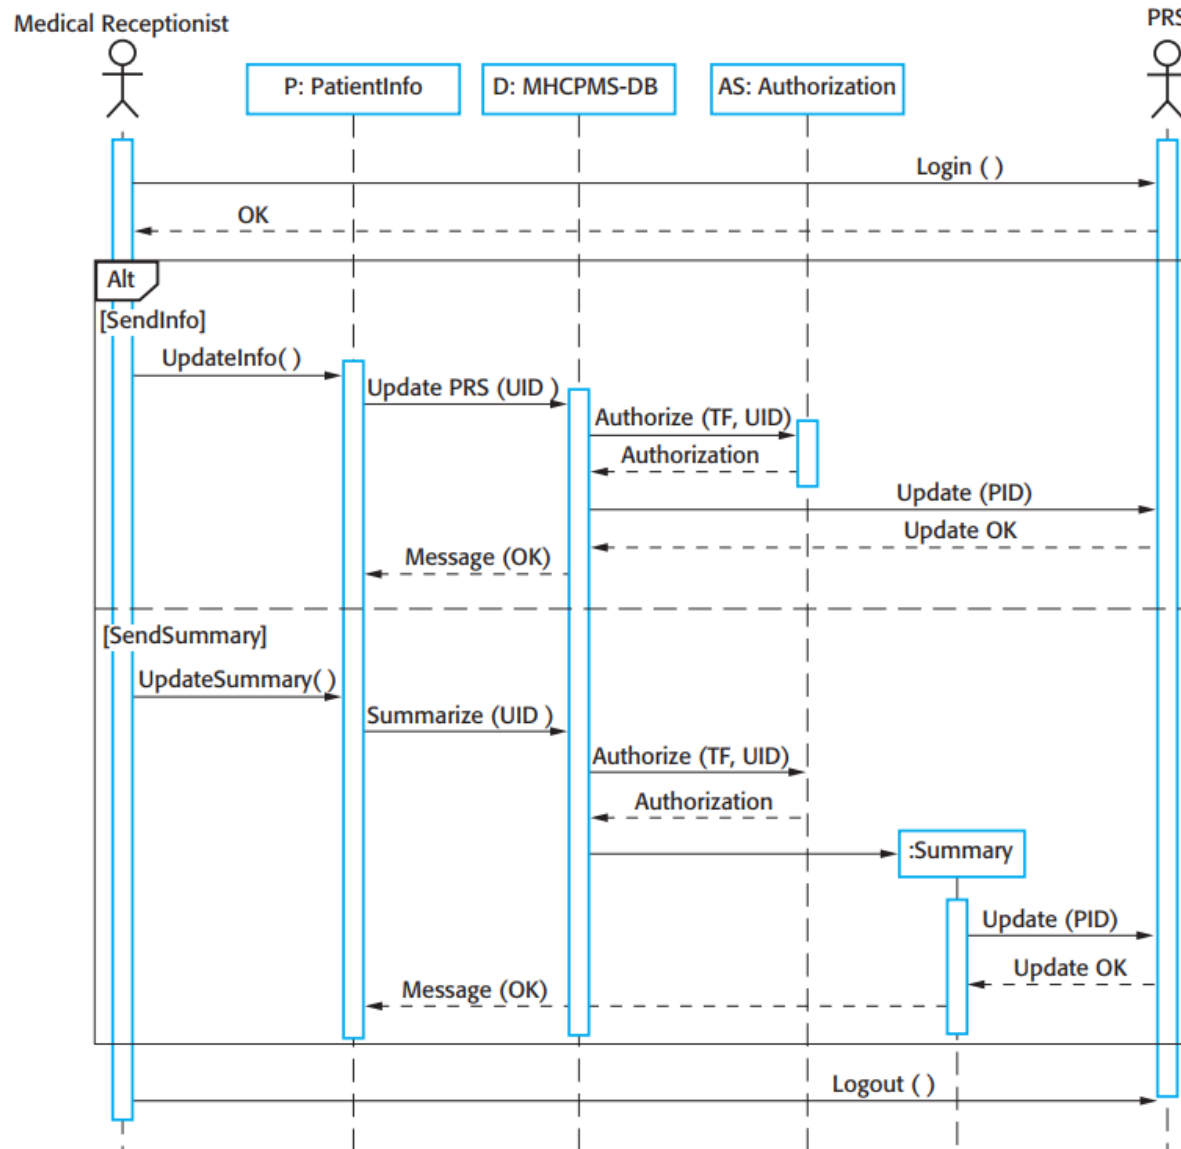 Medical Receptionist
PRS
P: PatientInfo
D: MHCPMS-DB
AS: Authorization
Login ( )
OK
Alt
[SendInfo]
UpdateInfo( )
Update PRS (UID )
Authorize (TF, UID)
Authorization
Update (PID)
Update OK
Message (OK)
[SendSummary]
UpdateSummary( )
Summarize (UID )
Authorize (TF, UID)
Authorization
:Summary
Update (PID)
Update OK
Message (OK)
Logout ( )